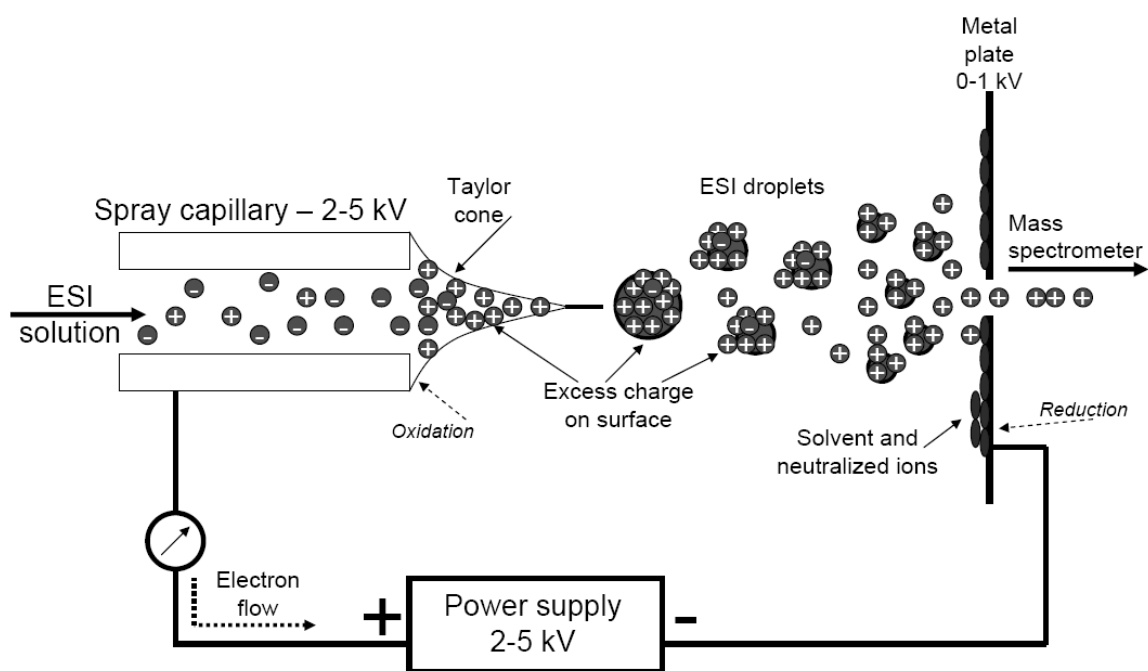 Metal
plate
0-1 kV
Taylor
cone
ESI droplets
Spray capillary – 2-5 kV
Mass
spectrometer
ESI
solution
Excess charge
on surface
Oxidation
Reduction
Solvent and
neutralized ions
Electron
flow
+
Power supply
2-5 kV
-